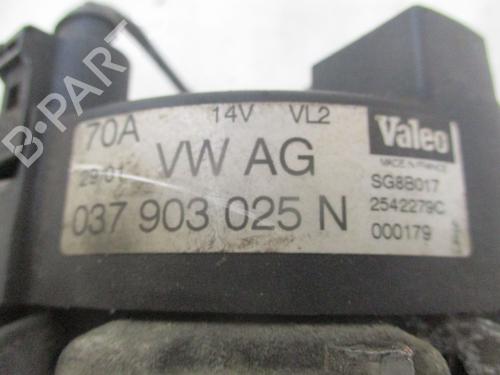 B-PART
70A 14V VL2
29/01 VW AG
037 903 025 N
Valeo
MADE IN FRANCE
SG8B017
2542279C
000179